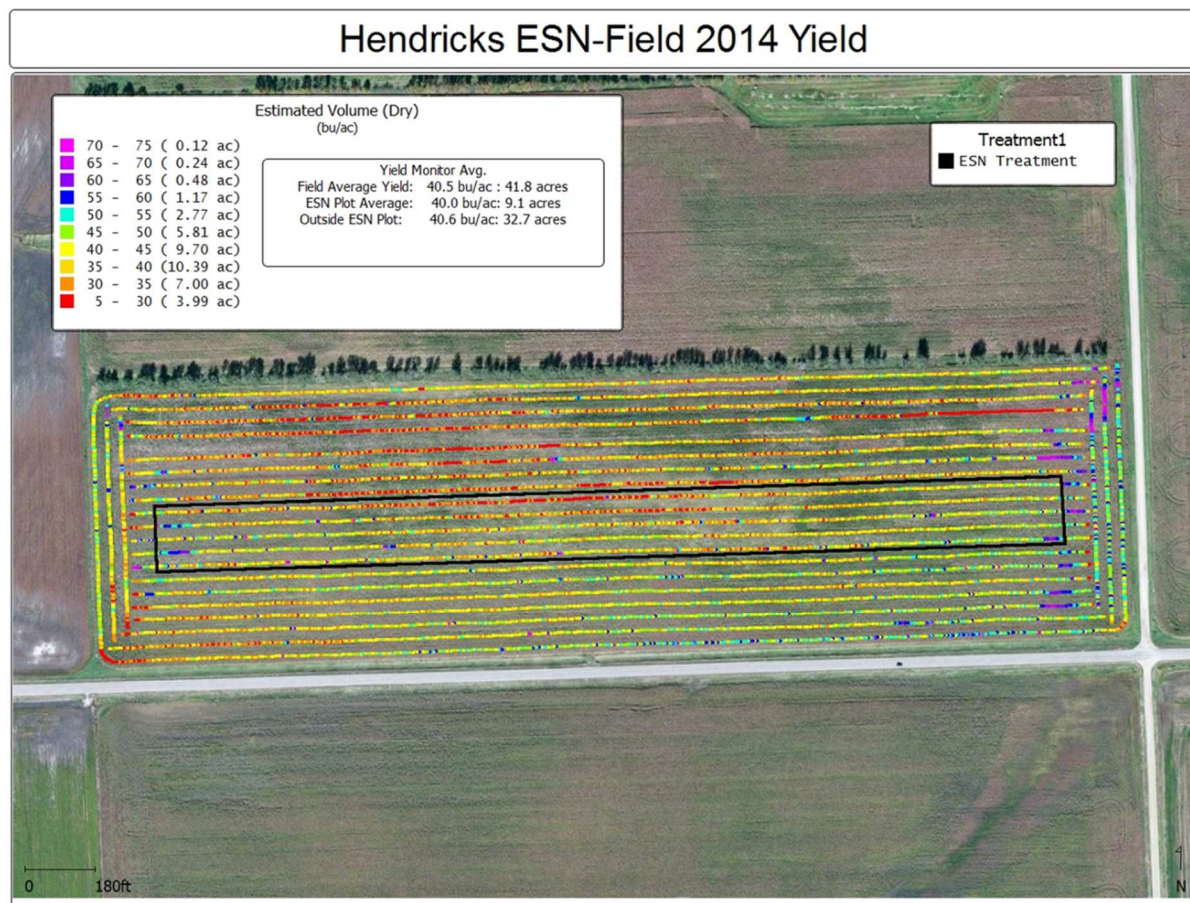 Hendricks ESN-Field 2014 Yield
Estimated Volume (Dry)
(bu/ac)
70 - 75 ( 0.12 ac)
65 - 70 ( 0.24 ac)
60 - 65 ( 0.48 ac)
55 - 60 ( 1.17 ac)
50 - 55 ( 2.77 ac)
45 - 50 ( 5.81 ac)
40 - 45 ( 9.70 ac)
35 - 40 (10.39 ac)
30 - 35 ( 7.00 ac)
5 - 30 ( 3.99 ac)
Yield Monitor Avg.
Field Average Yield: 40.5 bu/ac : 41.8 acres
ESN Plot Average: 40.0 bu/ac: 9.1 acres
Outside ESN Plot: 40.6 bu/ac: 32.7 acres
Treatment1
ESN Treatment
0 180ft
N